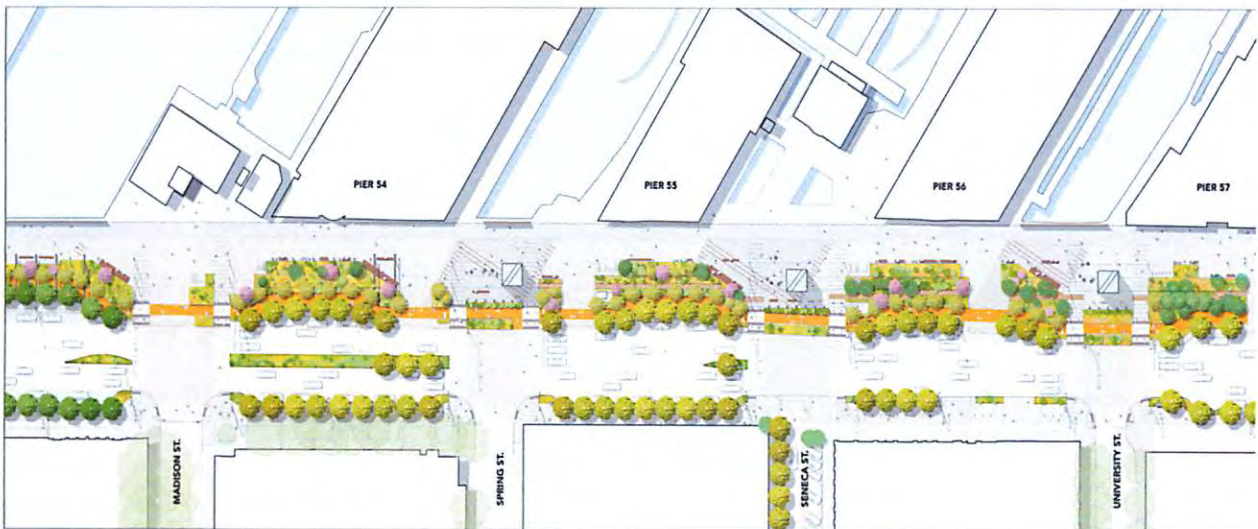 PIER 54
PIER 55
PIER 56
PIER 57
MADISON ST.
SPRING ST.
SENECA ST.
UNIVERSITY ST.